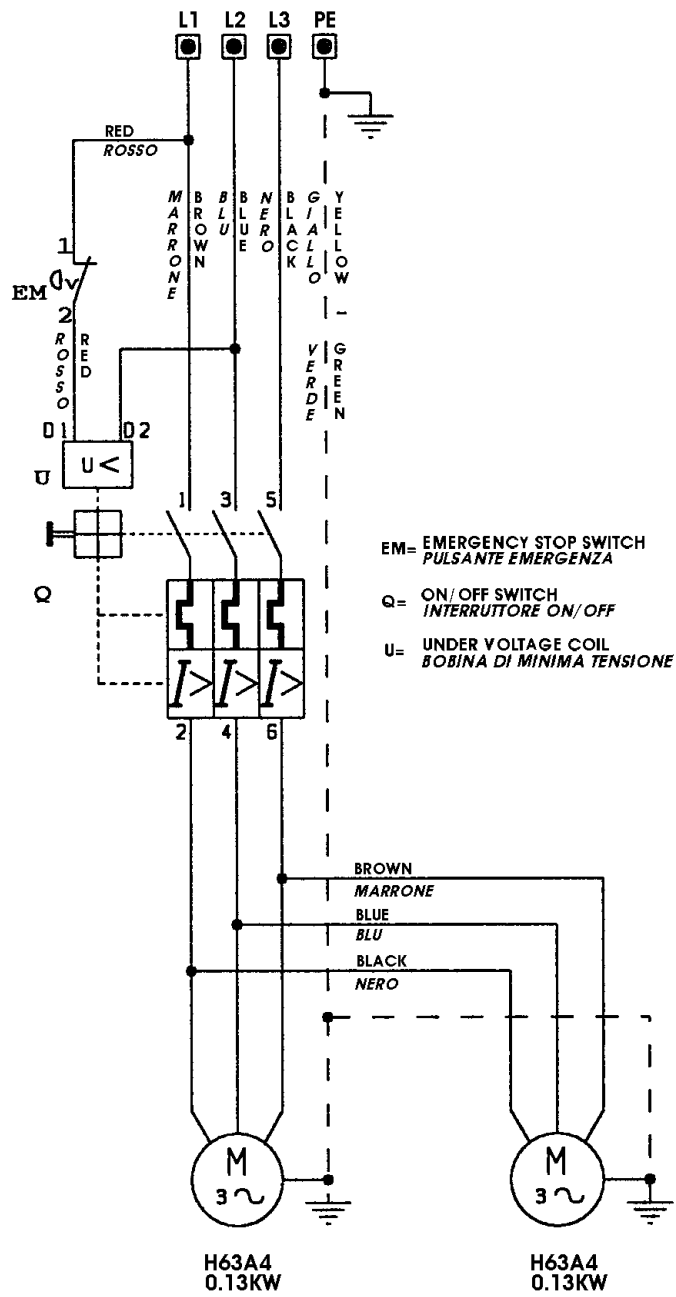 L1 L2 L3 PE
RED
ROSSO
MARRONE
BROWN
BLU
BLUE
NERO
BLACK
GIALLO
YELLOW
-
VERDE
GREEN
1
EM
2
ROSSO
RED
D1 D2
U U<
1 3 5
Q
I> I> I>
2 4 6
EM= EMERGENCY STOP SWITCH
PULSANTE EMERGENZA
Q= ON/OFF SWITCH
INTERRUTTORE ON/OFF
U= UNDER VOLTAGE COIL
BOBINA DI MINIMA TENSIONE
BROWN
MARRONE
BLUE
BLU
BLACK
NERO
M M
3~ 3~
H63A4 H63A4
0.13KW 0.13KW